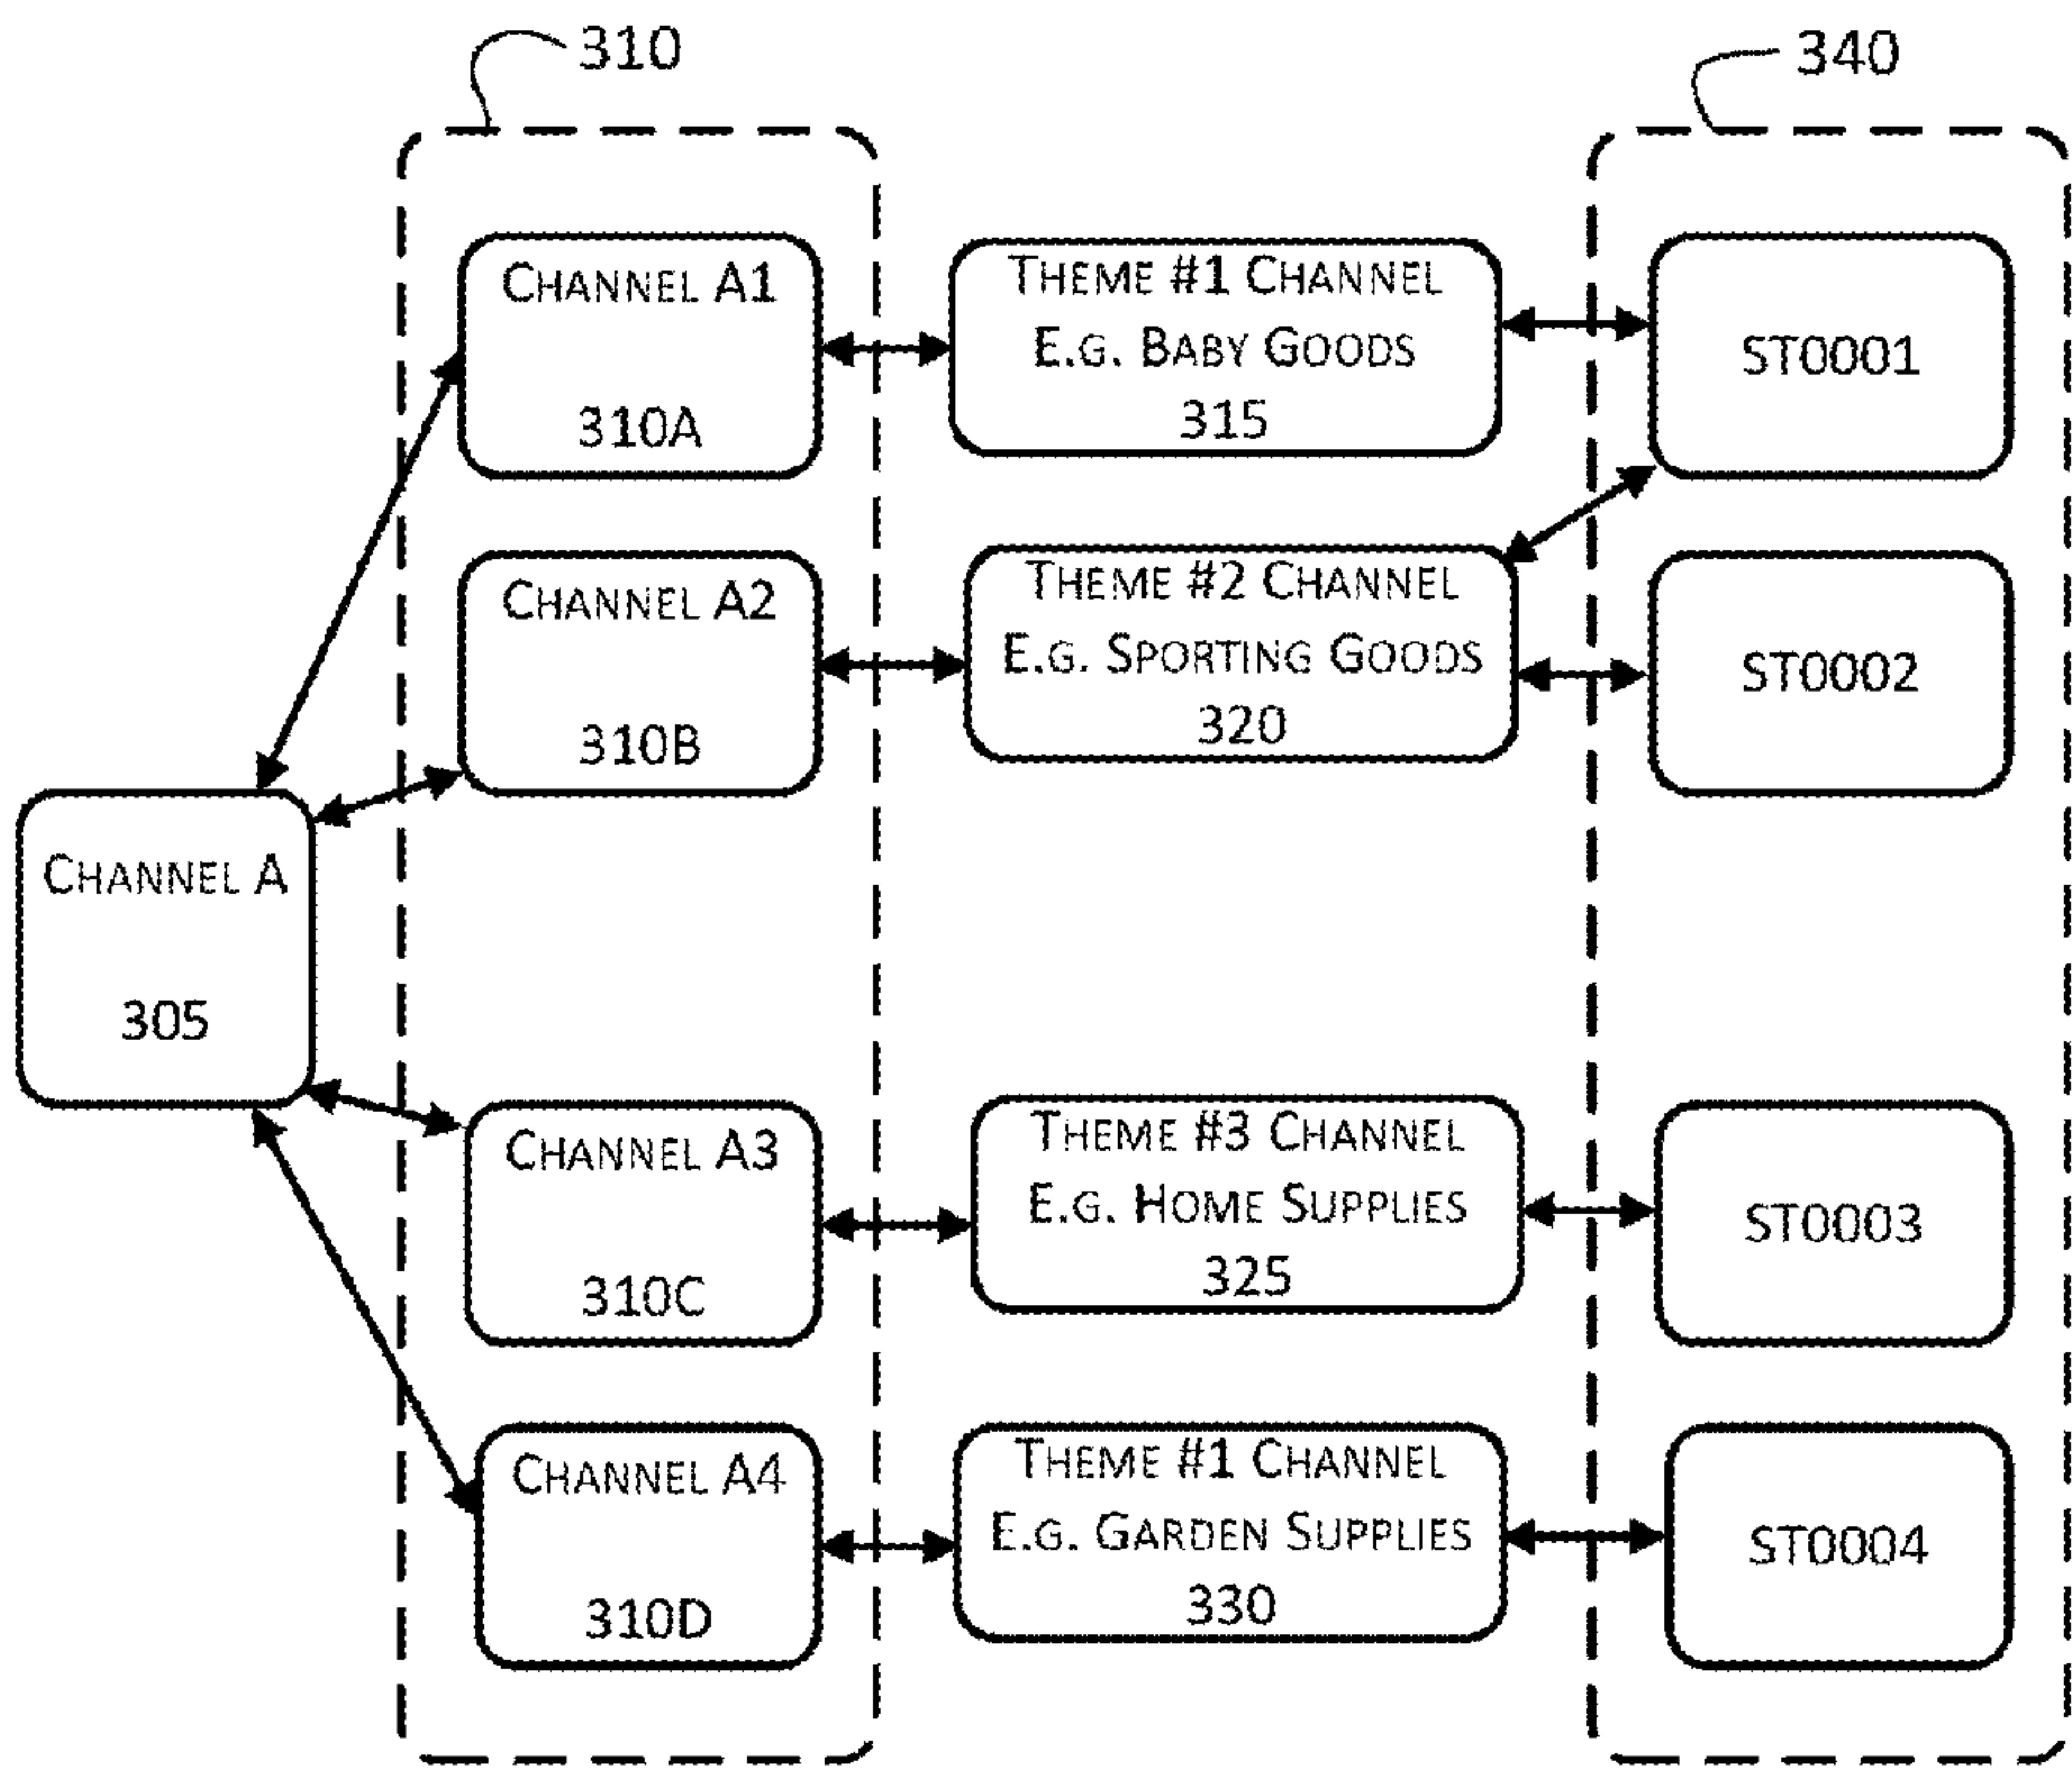 310
340
CHANNEL A1
310A
THEME #1 CHANNEL
E.G. BABY GOODS
315
ST0001
CHANNEL A2
310B
THEME #2 CHANNEL
E.G. SPORTING GOODS
320
ST0002
CHANNEL A
305
CHANNEL A3
310C
THEME #3 CHANNEL
E.G. HOME SUPPLIES
325
ST0003
CHANNEL A4
310D
THEME #1 CHANNEL
E.G. GARDEN SUPPLIES
330
ST0004